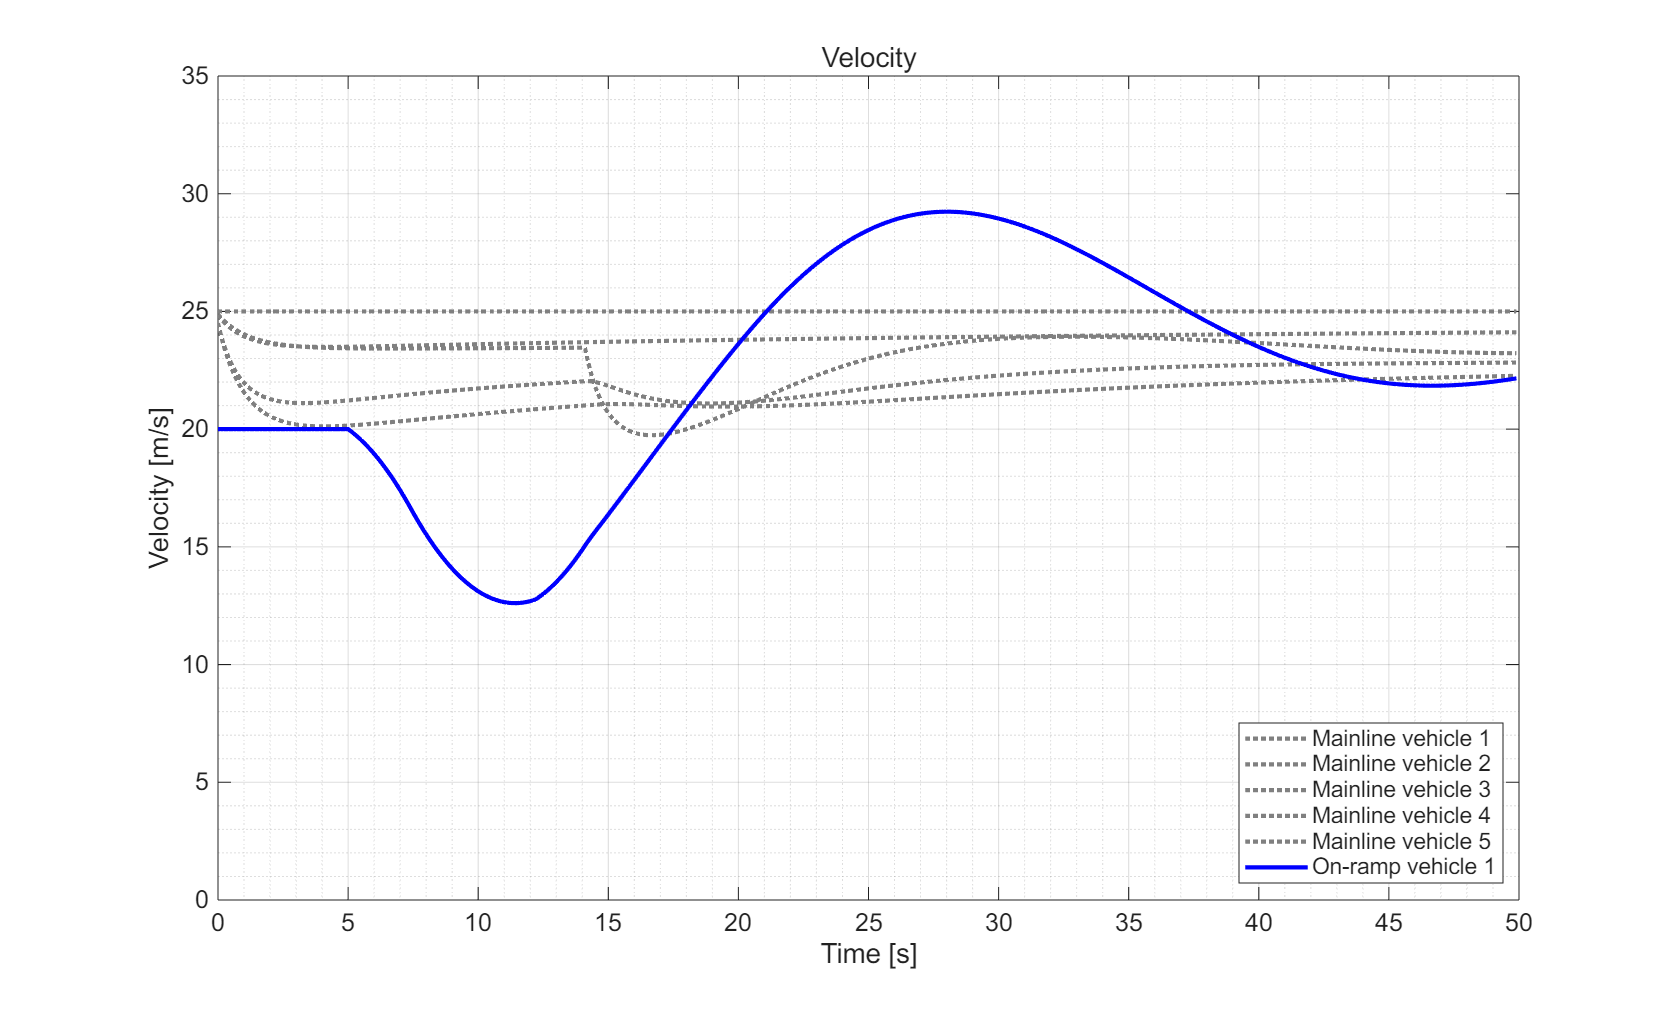 Velocity
35
30
25
20
15
10
5
0
Velocity [m/s]
0 5 10 15 20 25 30 35 40 45 50
Time [s]
Mainline vehicle 1
Mainline vehicle 2
Mainline vehicle 3
Mainline vehicle 4
Mainline vehicle 5
On-ramp vehicle 1